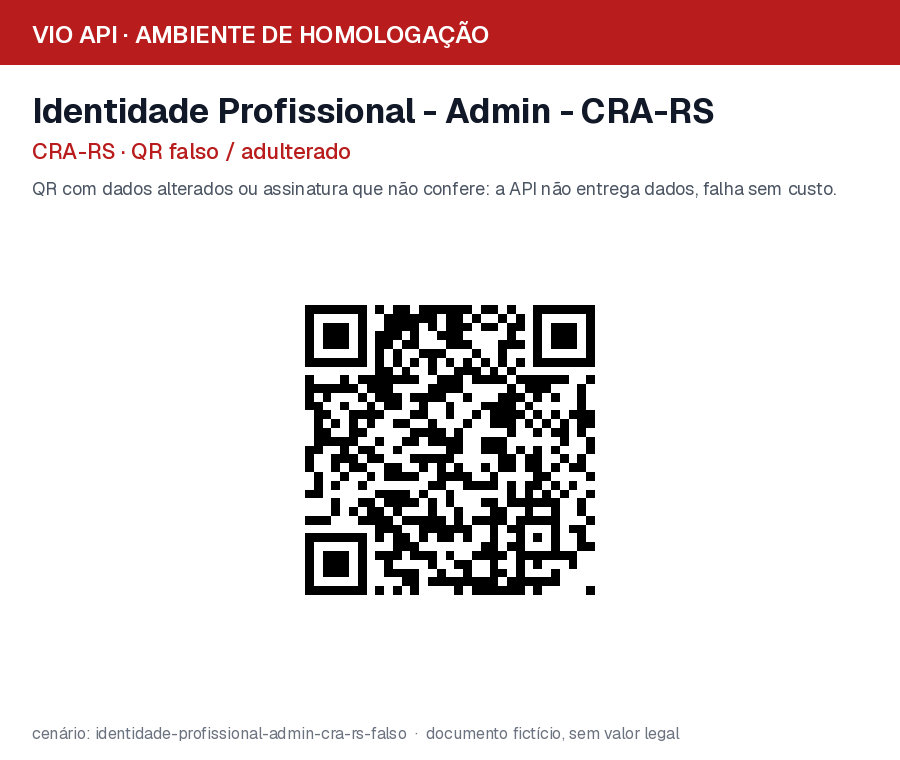 VIO API · AMBIENTE DE HOMOLOGAÇÃO
Identidade Profissional - Admin - CRA-RS
CRA-RS · QR falso / adulterado
QR com dados alterados ou assinatura que não confere: a API não entrega dados, falha sem custo.
cenário: identidade-profissional-admin-cra-rs-falso · documento fictício, sem valor legal